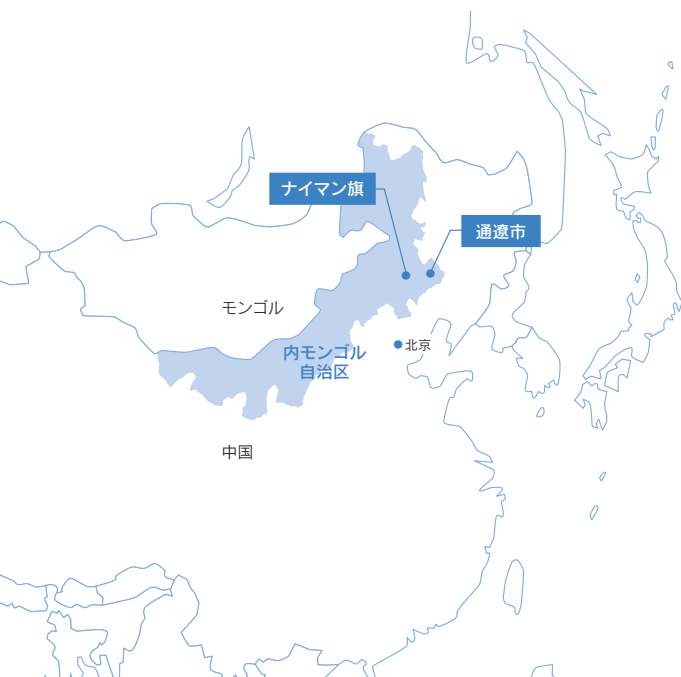 ナイマン旗
通遼市
モンゴル
北京
内モンゴル
自治区
中国